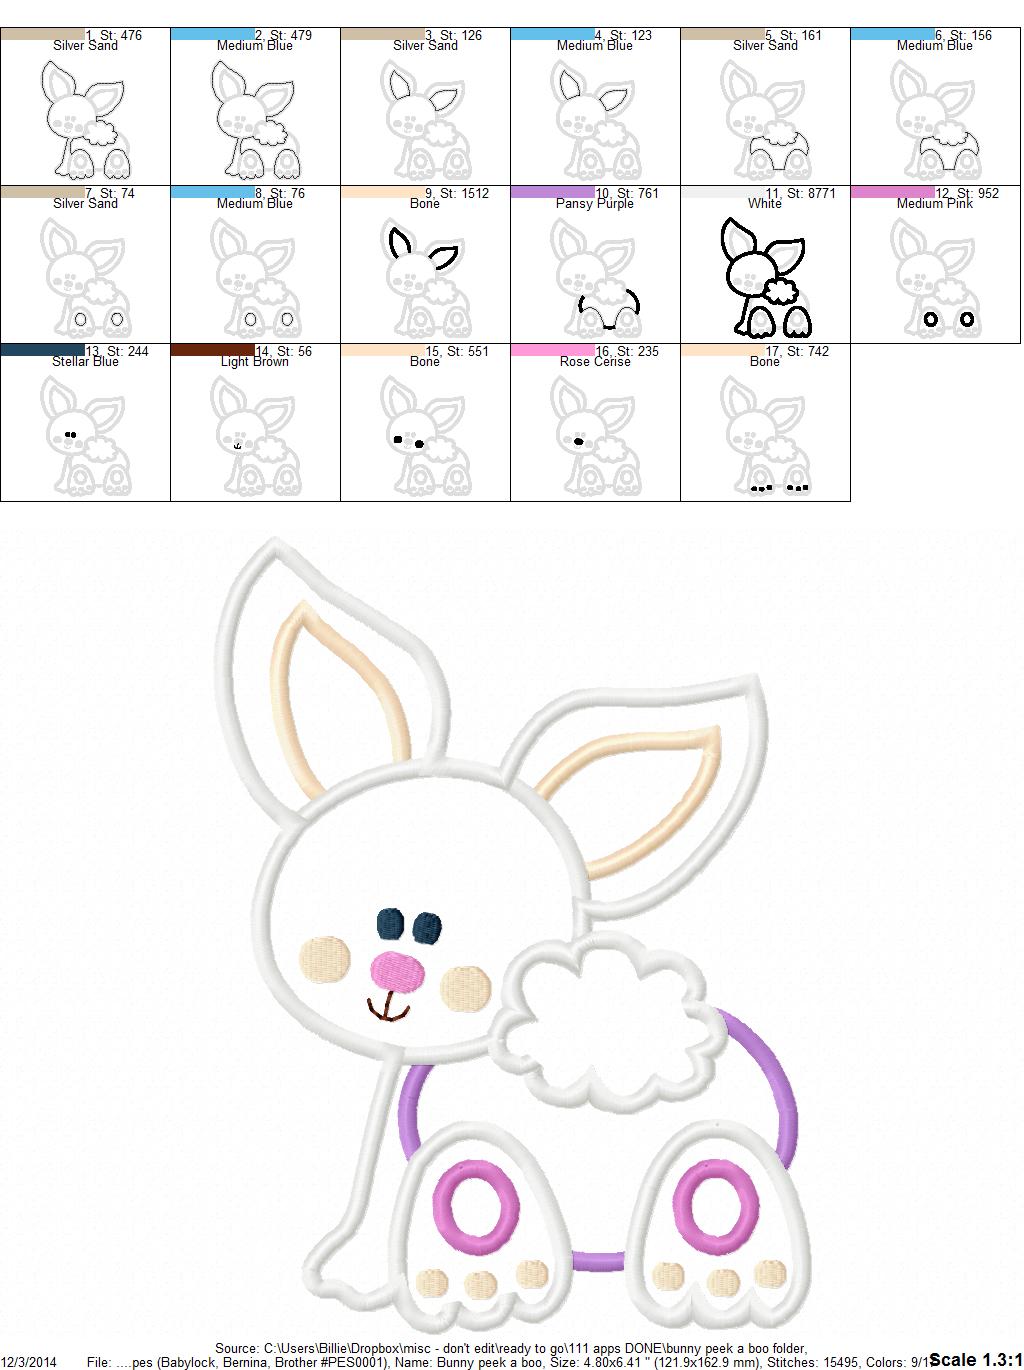 1, St: 476
Silver Sand
2, St: 479
Medium Blue
3, St: 126
Silver Sand
4, St: 123
Medium Blue
5, St: 161
Silver Sand
6, St: 156
Medium Blue
7, St: 74
Silver Sand
8, St: 76
Medium Blue
9, St: 1512
Bone
10, St: 761
Pansy Purple
11, St: 8771
White
12, St: 952
Medium Pink
13, St: 244
Stellar Blue
14, St: 56
Light Brown
15, St: 551
Bone
16, St: 235
Rose Cerise
17, St: 742
Bone
Source: C:\Users\Billie\Dropbox\misc - don't edit\ready to go\111 apps DONE\bunny peek a boo folder,
12/3/2014 File: ....pes (Babylock, Bernina, Brother #PES0001), Name: Bunny peek a boo, Size: 4.80x6.41 " (121.9x162.9 mm), Stitches: 15495, Colors: 9/1 Scale 1.3:1